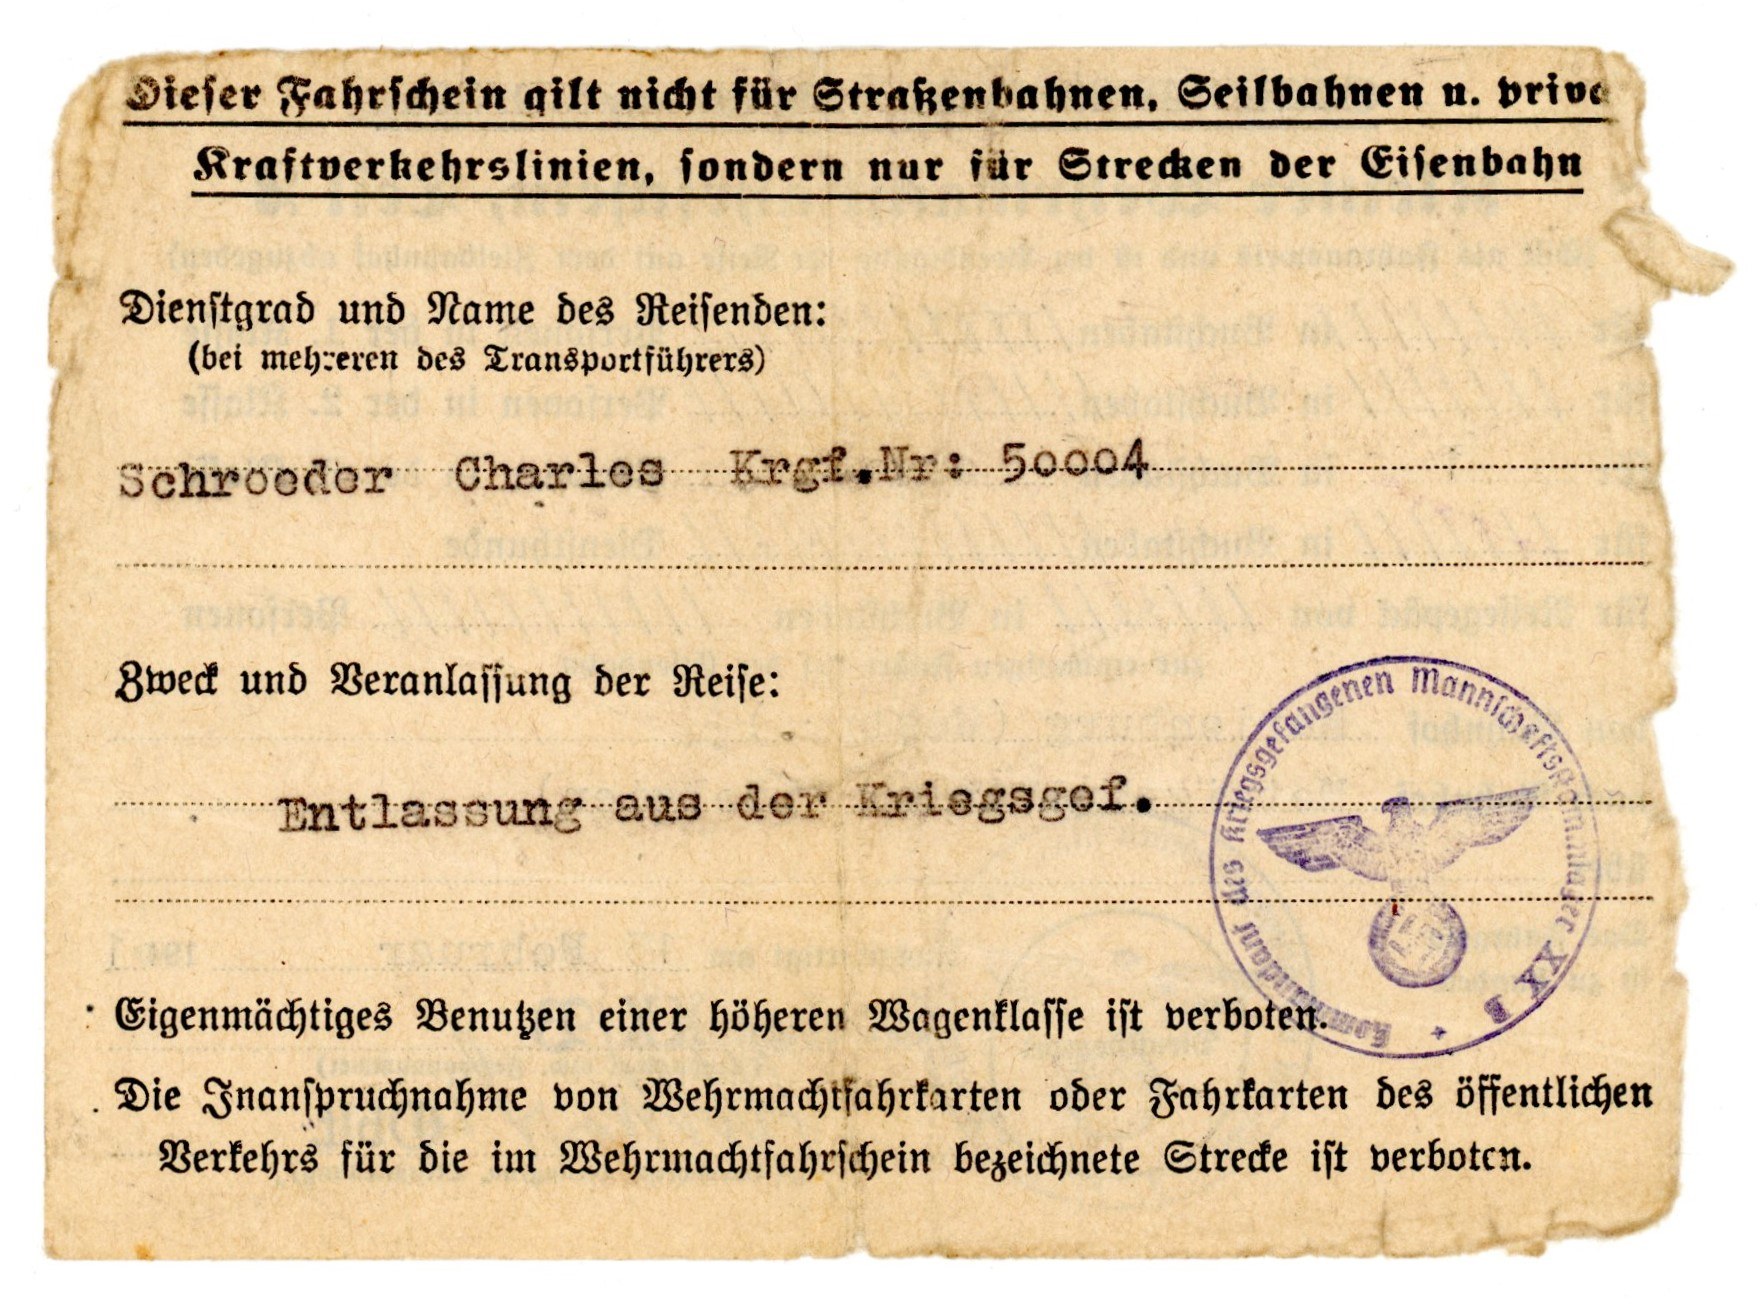 Dieser Fahrschein gilt nicht für Straßenbahnen, Seilbahnen u. priva
Kraftverkehrslinien, sondern nur für Strecken der Eisenbahn
Dienstgrad und Name des Reisenden:
(bei mehreren des Transportführers)
Schroeder Charles Krgf.Nr: 50004
Zweck und Veranlassung der Reise:
Entlassung aus der Kriegsgef.
Kommandant des Kriegsgefangenen Mannschaftsstammlager XX B
Eigenmächtiges Benutzen einer höheren Wagenklasse ist verboten.
Die Inanspruchnahme von Wehrmachtfahrkarten oder Fahrkarten des öffentlichen
Verkehrs für die im Wehrmachtfahrschein bezeichnete Strecke ist verboten.